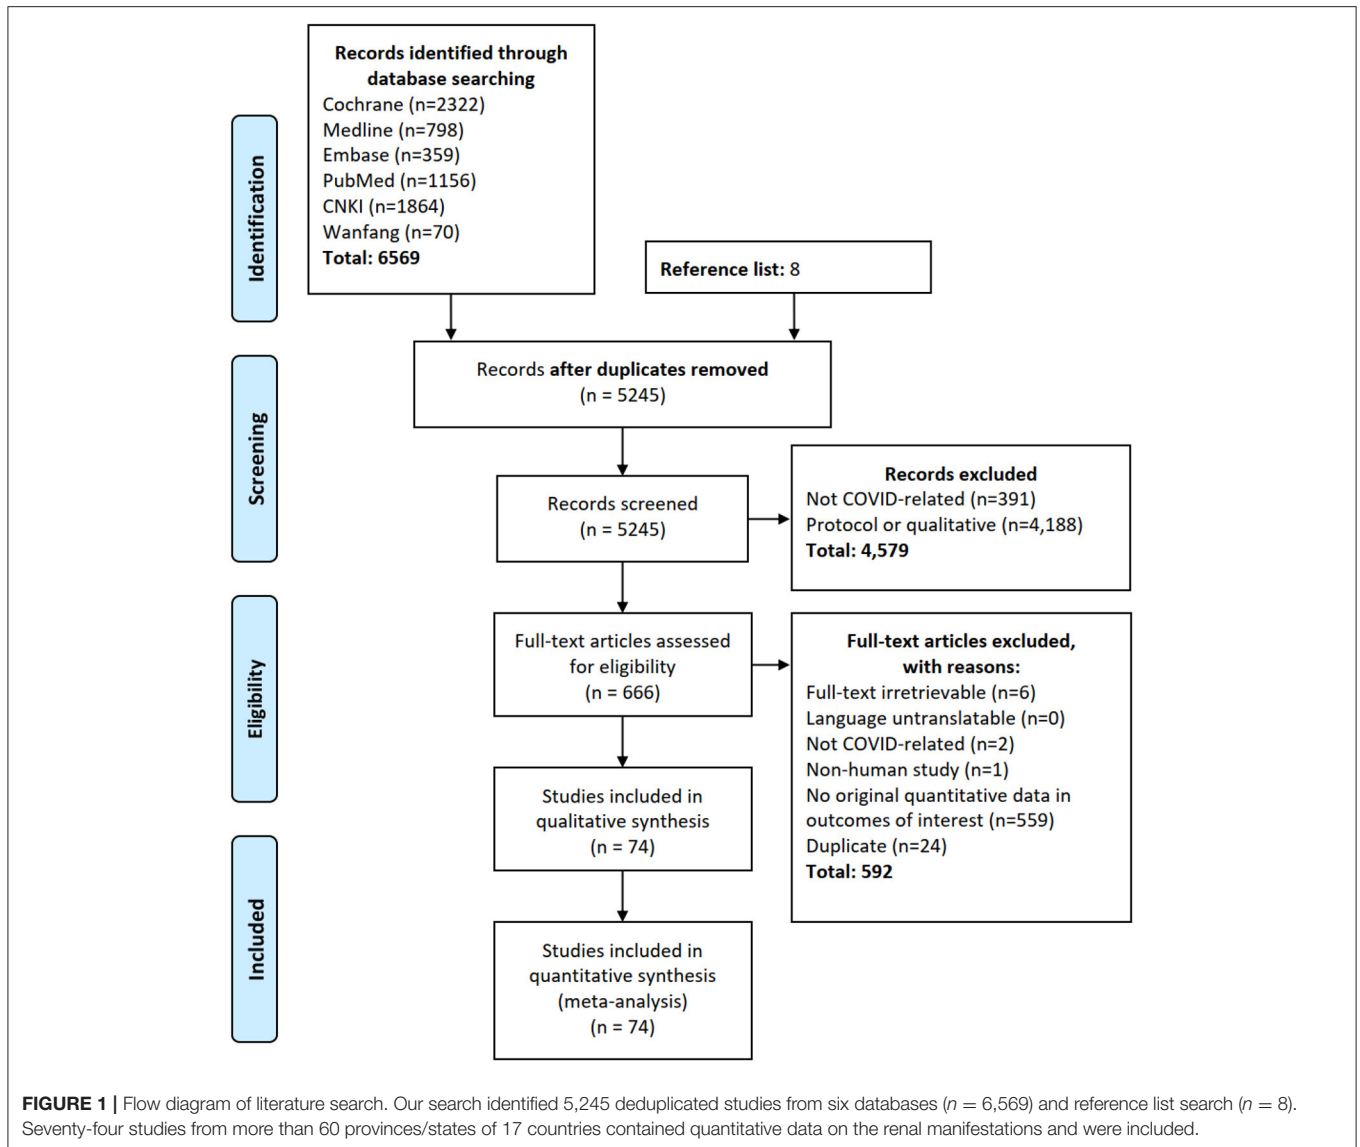 Records identified through
database searching
Cochrane (n=2322)
Medline (n=798)
Embase (n=359)
PubMed (n=1156)
CNKI (n=1864)
Wanfang (n=70)
Total: 6569
Reference list: 8
Identification
Records after duplicates removed
(n = 5245)
Screening
Records screened
(n = 5245)
Records excluded
Not COVID-related (n=391)
Protocol or qualitative (n=4,188)
Total: 4,579
Eligibility
Full-text articles assessed
for eligibility
(n = 666)
Full-text articles excluded,
with reasons:
Full-text irretrievable (n=6)
Language untranslatable (n=0)
Not COVID-related (n=2)
Non-human study (n=1)
No original quantitative data in
outcomes of interest (n=559)
Duplicate (n=24)
Total: 592
Studies included in
qualitative synthesis
(n = 74)
Included
Studies included in
quantitative synthesis
(meta-analysis)
(n = 74)
FIGURE 1 | Flow diagram of literature search. Our search identified 5,245 deduplicated studies from six databases (n = 6,569) and reference list search (n = 8).
Seventy-four studies from more than 60 provinces/states of 17 countries contained quantitative data on the renal manifestations and were included.